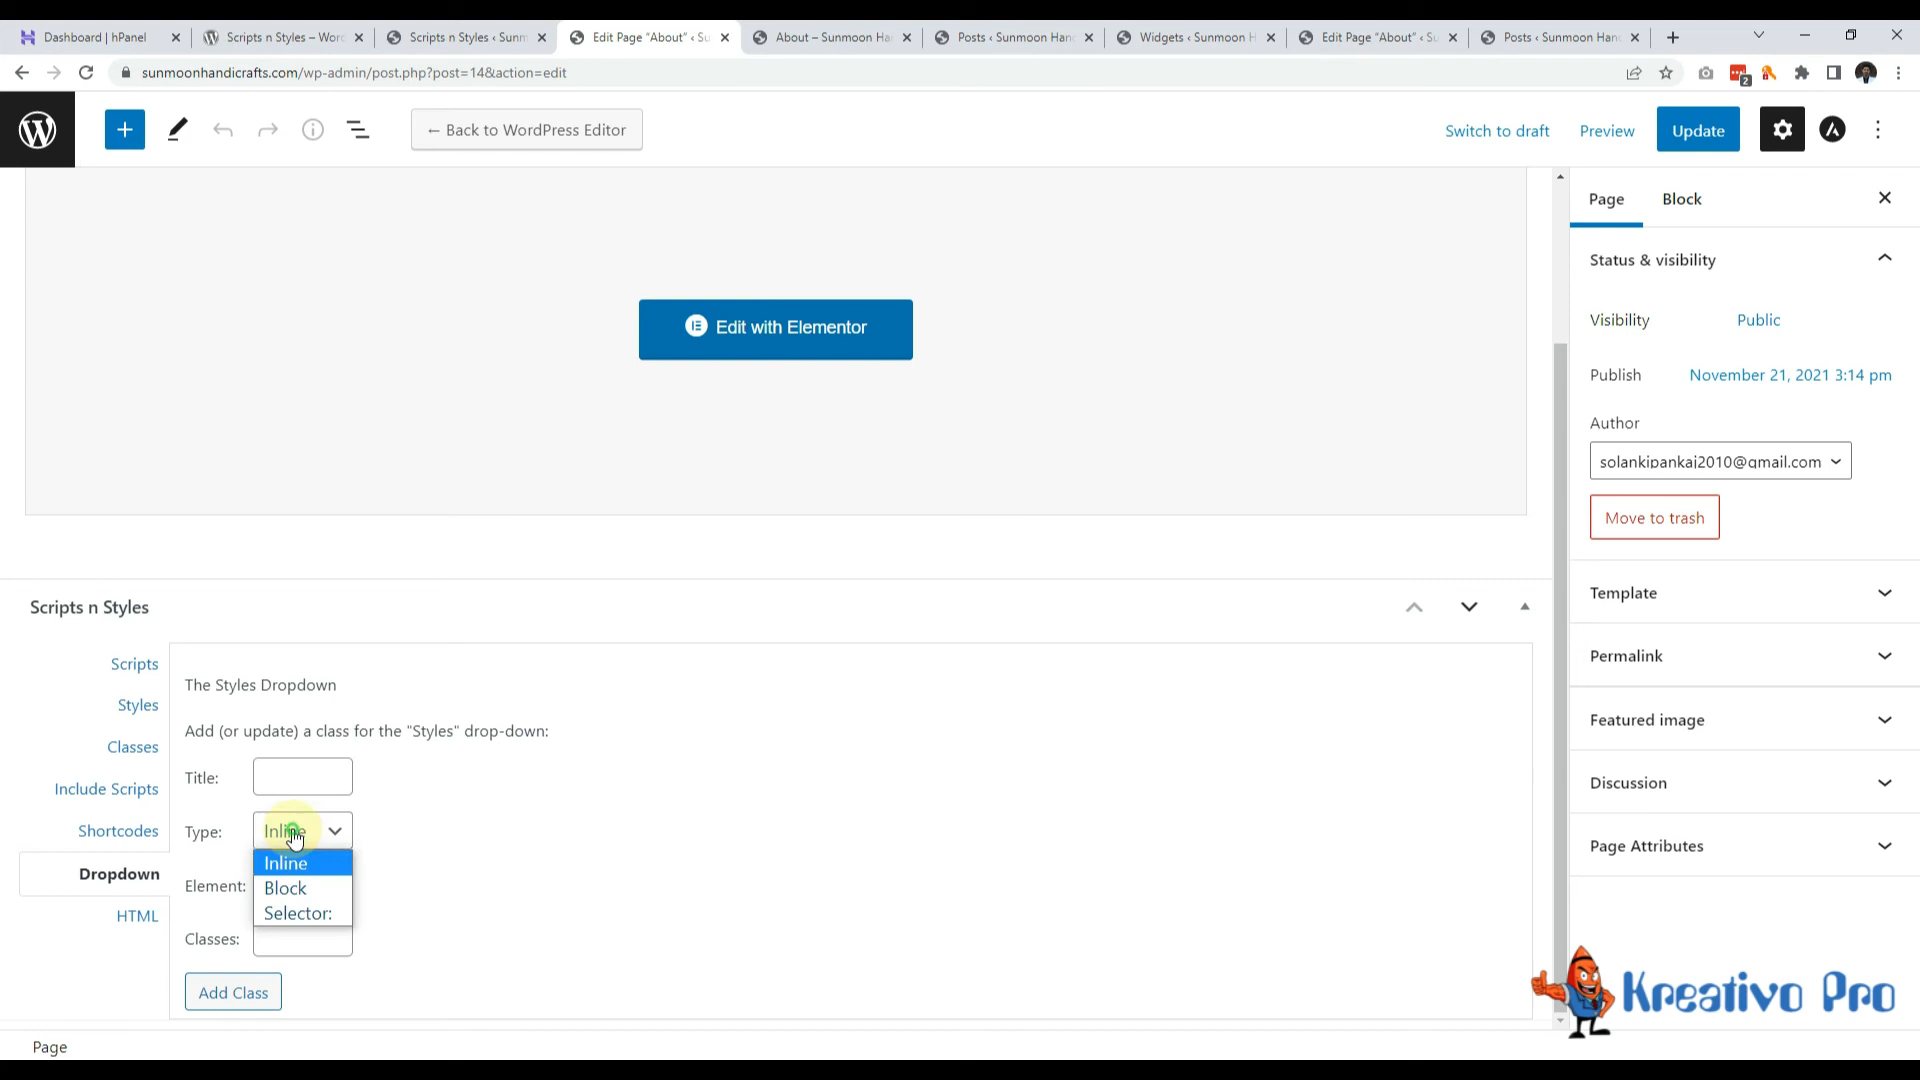 Dashboard | hPanel
Scripts n Styles – Word
Scripts n Styles ‹ Sunm
Edit Page "About" ‹ Su
About – Sunmoon Ha
Posts ‹ Sunmoon Han
Widgets ‹ Sunmoon H
Edit Page "About" ‹ Su
Posts ‹ Sunmoon Han
sunmoonhandicrafts.com/wp-admin/post.php?post=14&action=edit
2
← Back to WordPress Editor
Switch to draft
Preview
Update
Page
Block
Status & visibility
Visibility
Public
Publish
November 21, 2021 3:14 pm
Author
solankipankaj2010@gmail.com
Move to trash
Template
Permalink
Featured image
Discussion
Page Attributes
Edit with Elementor
Scripts n Styles
Scripts
Styles
Classes
Include Scripts
Shortcodes
Dropdown
HTML
The Styles Dropdown
Add (or update) a class for the "Styles" drop-down:
Title:
Type:
Inline
Inline
Block
Selector:
Element:
Classes:
Add Class
Kreativo Pro
Page